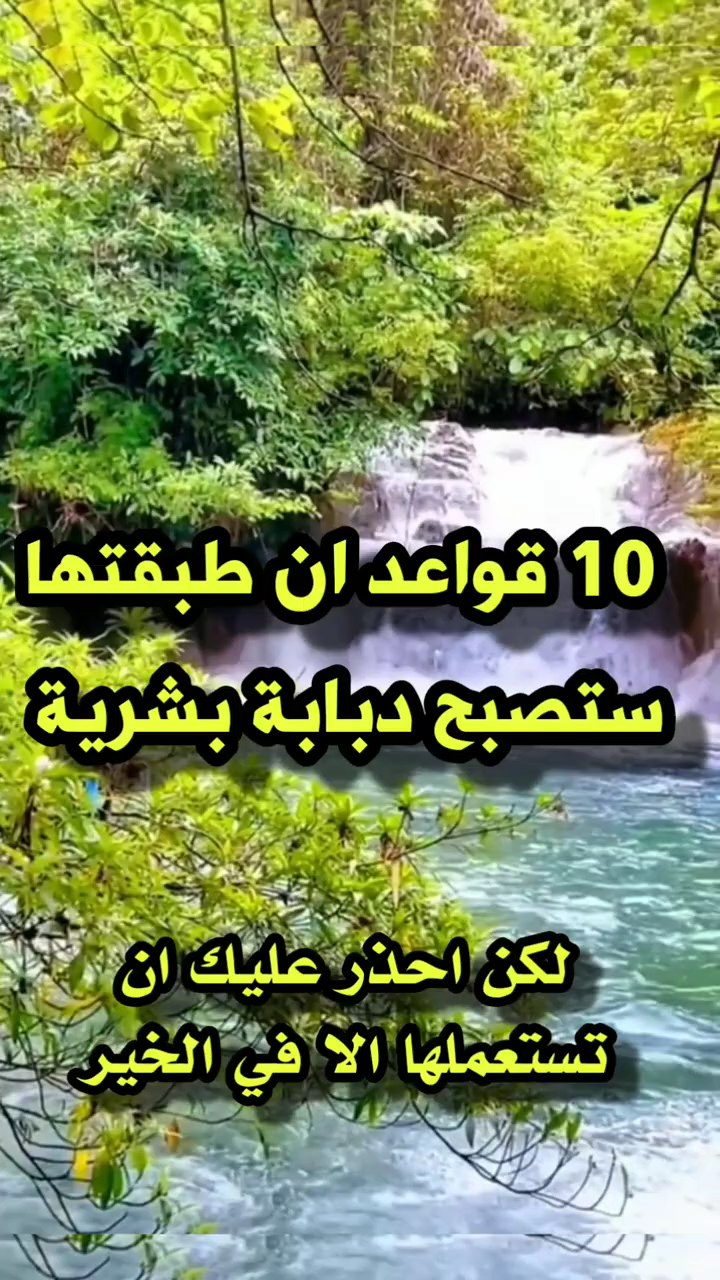 10 قواعد ان طبقتها
ستصبح دبابة بشرية
لكن احذر عليك ان
تستعملها الا في الخير